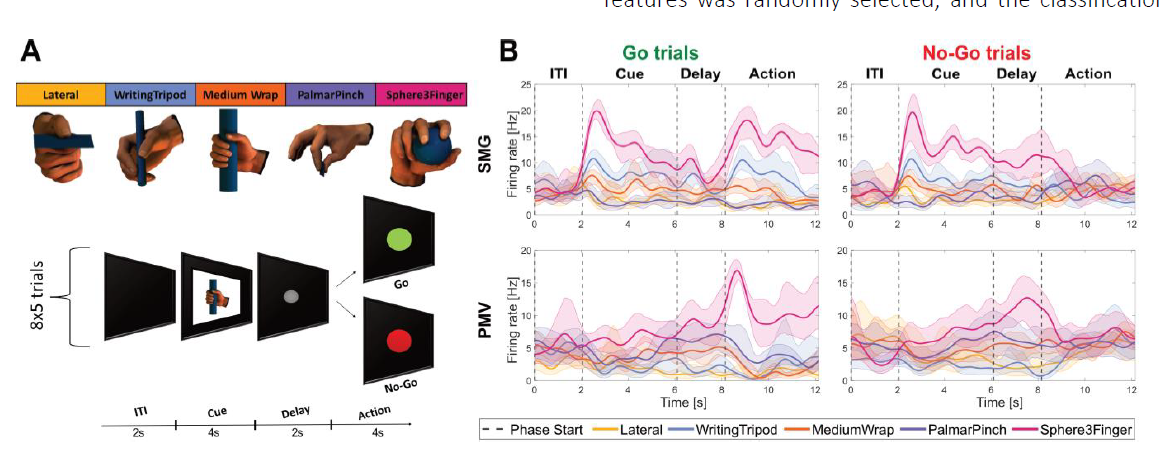 features was randomly selected, and the classification
A
Lateral
WritingTripod
Medium Wrap
PalmarPinch
Sphere3Finger
8x5 trials
Go
No-Go
ITI
Cue
Delay
Action
2s
4s
2s
4s
B
Go trials
No-Go trials
ITI
Cue
Delay
Action
ITI
Cue
Delay
Action
SMG
Firing rate [Hz]
25
20
15
10
5
0
0
2
4
6
8
10
12
25
20
15
10
5
0
0
2
4
6
8
10
12
PMV
Firing rate [Hz]
20
15
10
5
0
0
2
4
6
8
10
12
Time [s]
20
15
10
5
0
0
2
4
6
8
10
12
Time [s]
Phase Start
Lateral
WritingTripod
MediumWrap
PalmarPinch
Sphere3Finger